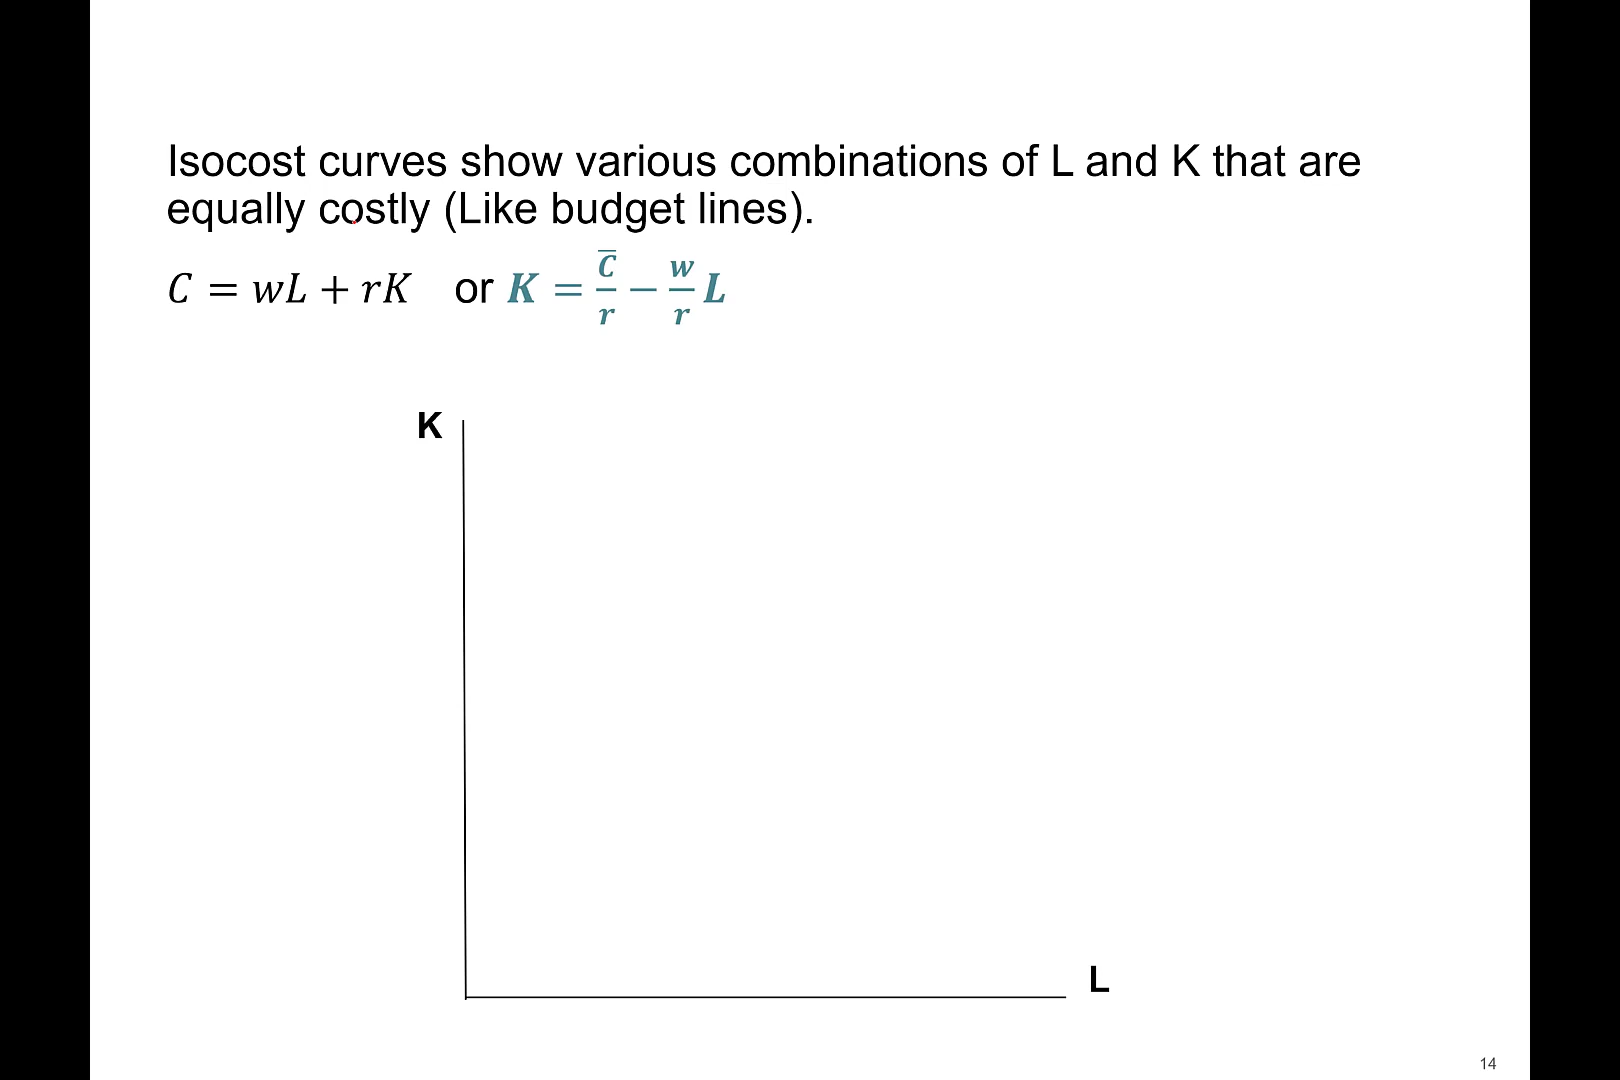 Isocost curves show various combinations of L and K that are
equally costly (Like budget lines).
C = wL + rK or K = C̅/r − w/r L
K
L
14